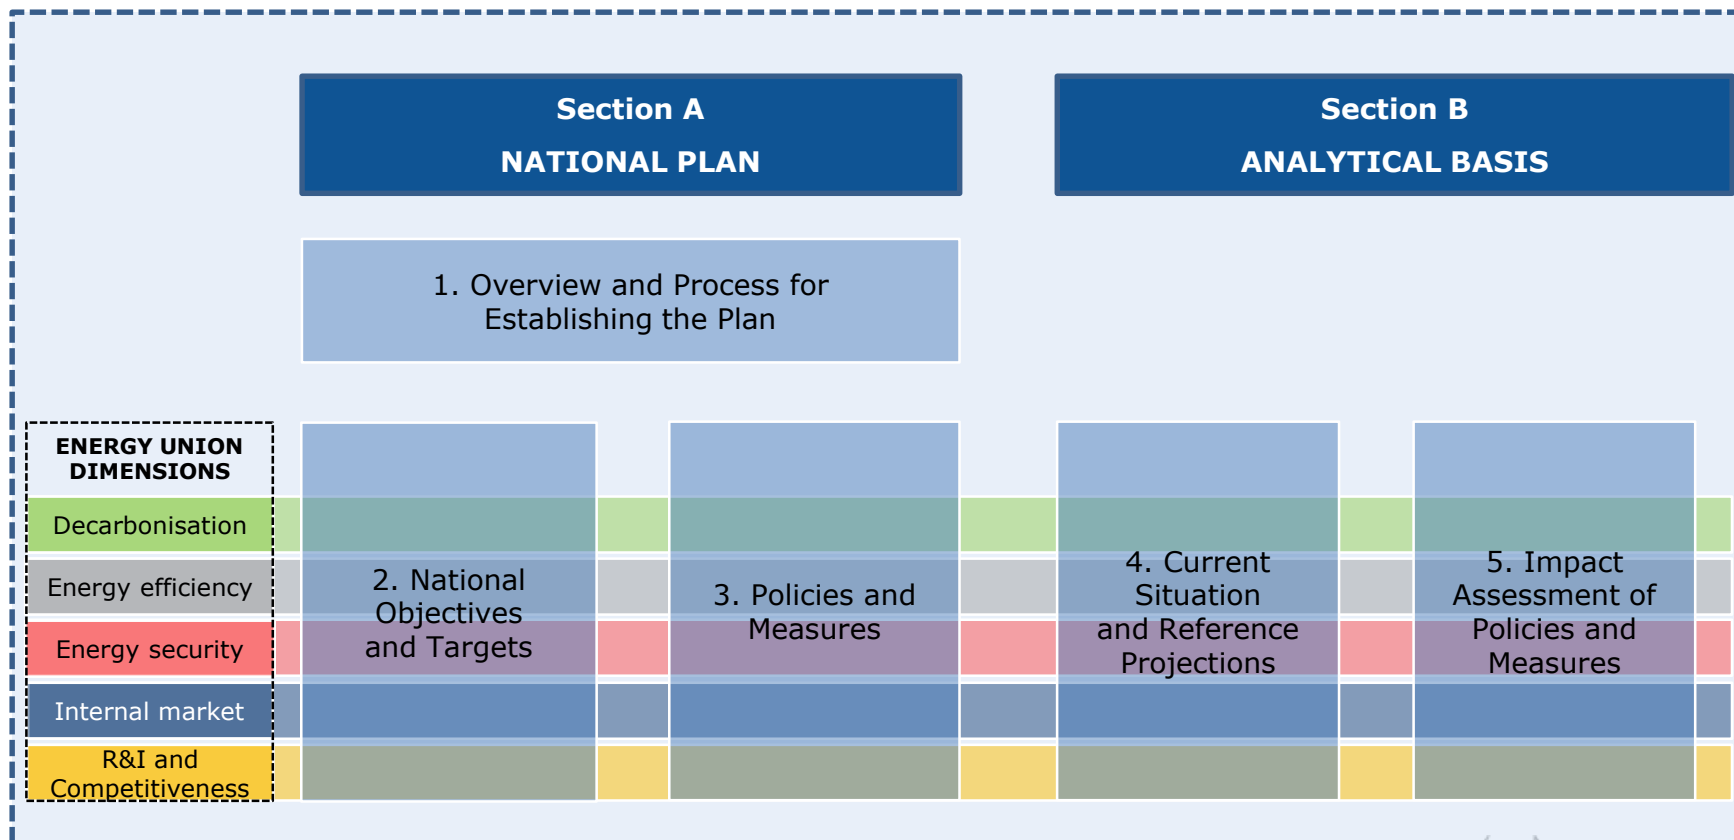 Section A
NATIONAL PLAN
Section B
ANALYTICAL BASIS
1. Overview and Process for
Establishing the Plan
ENERGY UNION
DIMENSIONS
Decarbonisation
Energy efficiency
Energy security
Internal market
R&I and
Competitiveness
2. National
Objectives
and Targets
3. Policies and
Measures
4. Current
Situation
and Reference
Projections
5. Impact
Assessment of
Policies and
Measures